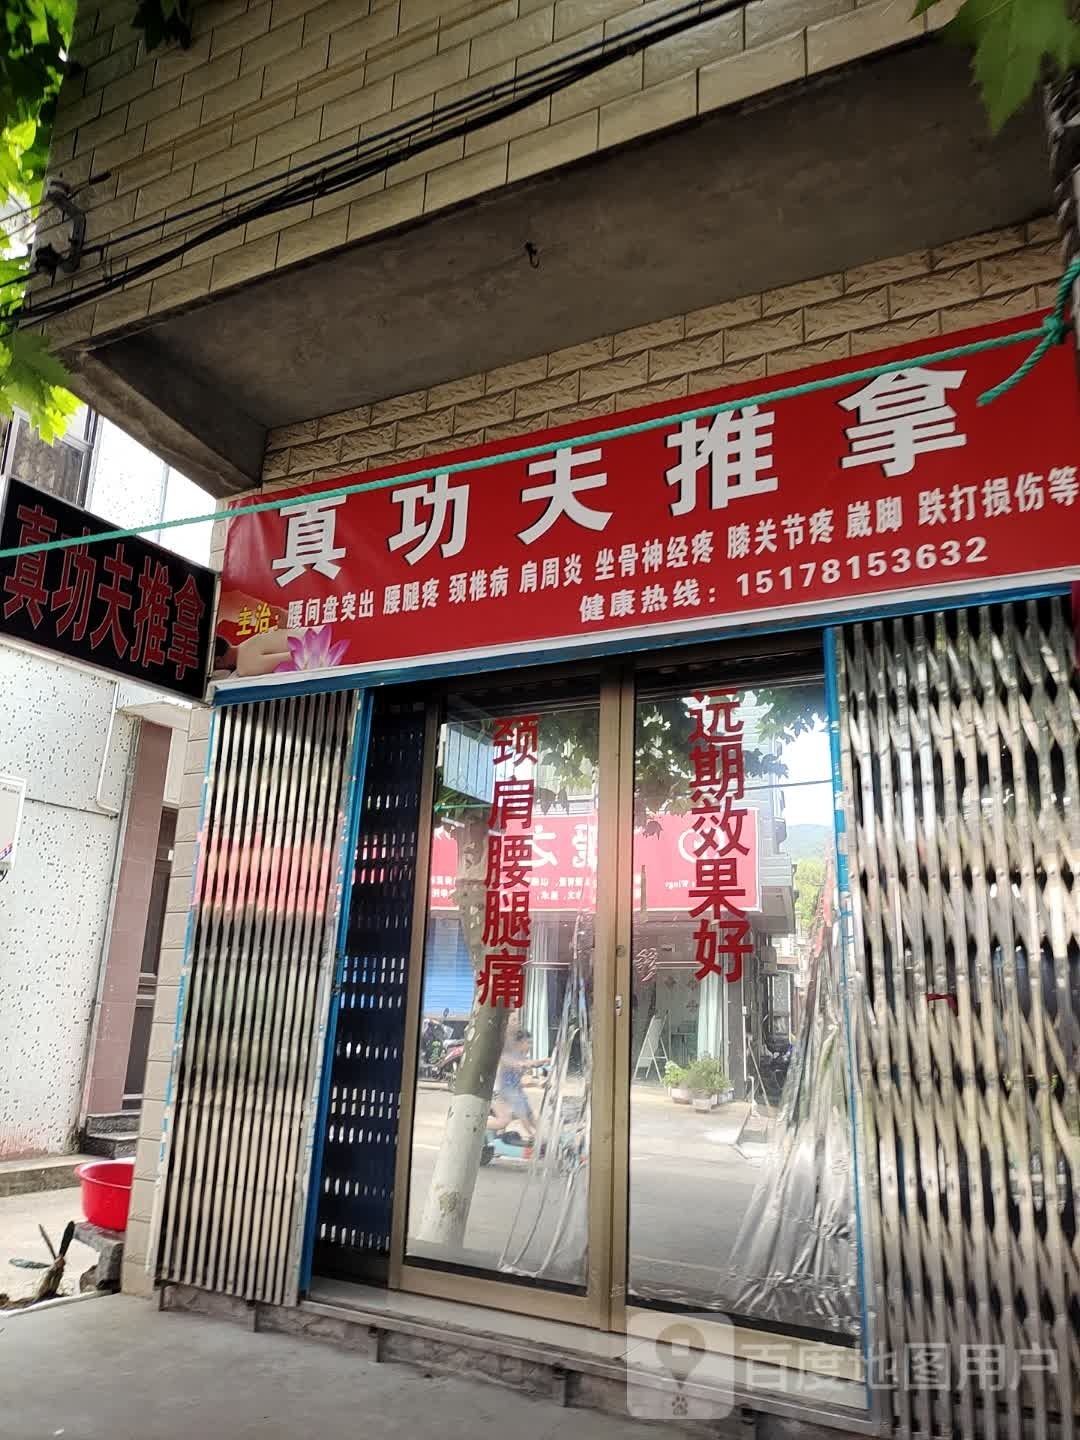 真功夫推拿
主治：腰间盘突出 腰腿疼 颈椎病 肩周炎 坐骨神经疼 膝关节疼 崴脚 跌打损伤等
健康热线：15178153632
真功夫推拿
颈肩腰腿痛
远期效果好
百度地图用户